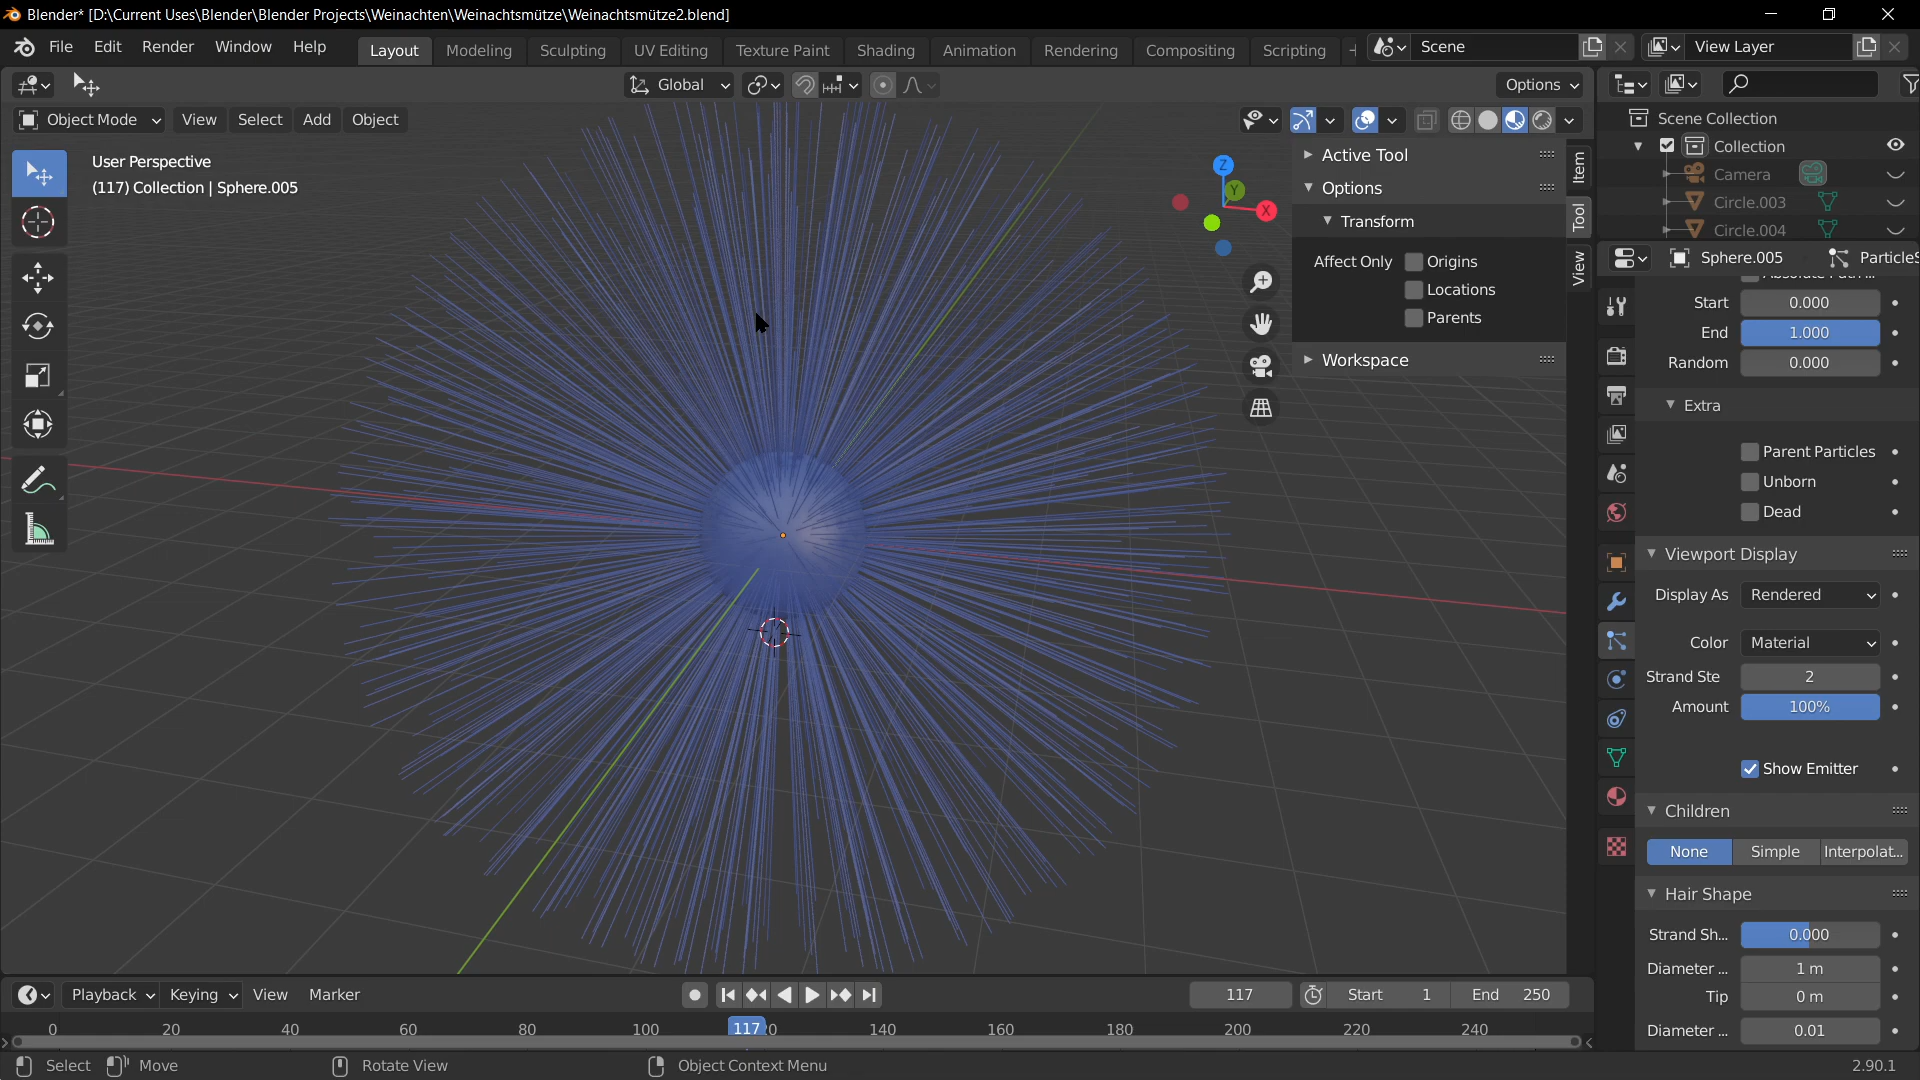 Blender* [D:\Current Uses\Blender\Blender Projects\Weinachten\Weinachtsmütze\Weinachtsmütze2.blend]
File Edit Render Window Help Layout Modeling Sculpting UV Editing Texture Paint Shading Animation Rendering Compositing Scripting Scene View Layer
Global Options
Object Mode View Select Add Object
User Perspective
(117) Collection | Sphere.005
Z
Y
X
Active Tool
Options
Transform
Affect Only Origins
Locations
Parents
Workspace
Item
Tool
View
Scene Collection
Collection
Camera
Circle.003
Circle.004
Sphere.005 ParticleS
Start 0.000
End 1.000
Random 0.000
Extra
Parent Particles
Unborn
Dead
Viewport Display
Display As Rendered
Color Material
Strand Ste 2
Amount 100%
Show Emitter
Children
None Simple Interpolat...
Hair Shape
Strand Sh... 0.000
Diameter ... 1 m
Tip 0 m
Diameter ... 0.01
Playback Keying View Marker 117 Start 1 End 250
0 20 40 60 80 100 117 140 160 180 200 220 240
Select Move Rotate View Object Context Menu 2.90.1